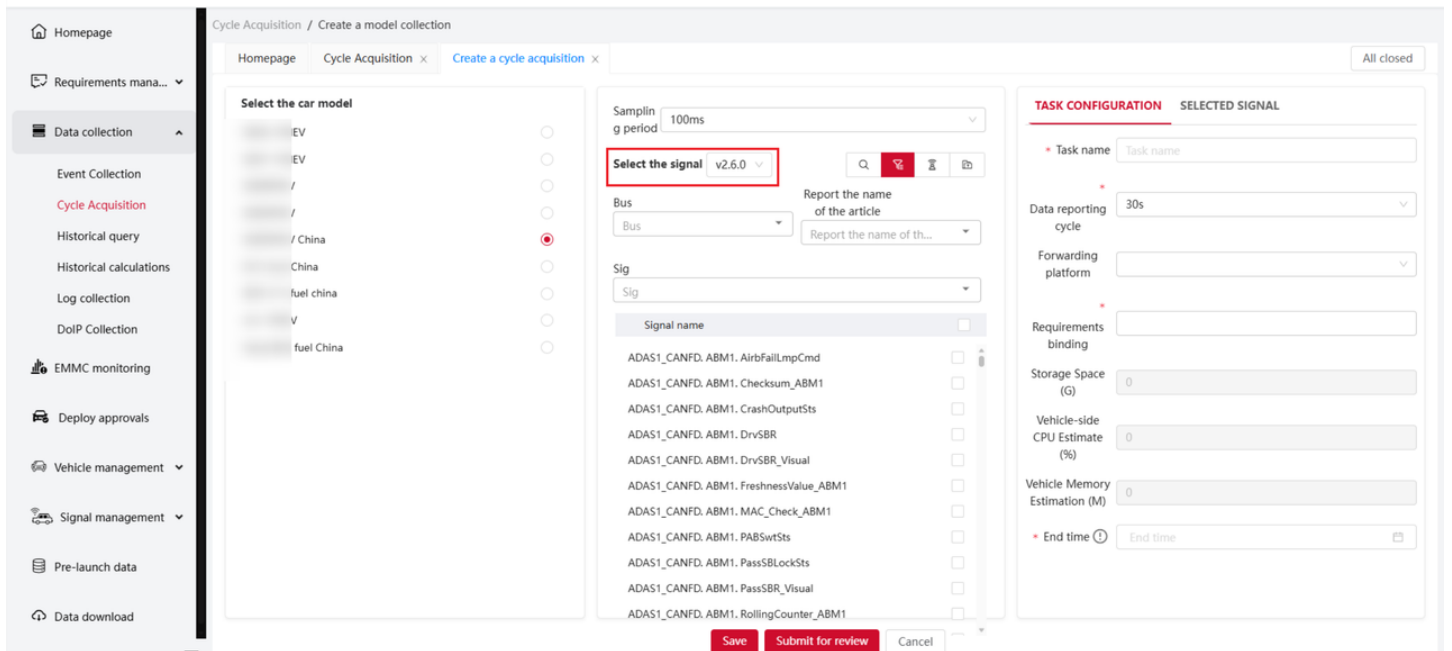 Cycle Acquisition / Create a model collection
Homepage
Requirements mana...
Data collection
Event Collection
Cycle Acquisition
Historical query
Historical calculations
Log collection
DoIP Collection
EMMC monitoring
Deploy approvals
Vehicle management
Signal management
Pre-launch data
Data download
Homepage
Cycle Acquisition ×
Create a cycle acquisition ×
All closed
Select the car model
EV
EV
China
China
fuel china
V
fuel China
Samplin
g period
100ms
Select the signal
v2.6.0
Bus
Bus
Report the name
of the article
Report the name of th...
Sig
Sig
Signal name
ADAS1_CANFD. ABM1. AirbFailLmpCmd
ADAS1_CANFD. ABM1. Checksum_ABM1
ADAS1_CANFD. ABM1. CrashOutputSts
ADAS1_CANFD. ABM1. DrvSBR
ADAS1_CANFD. ABM1. DrvSBR_Visual
ADAS1_CANFD. ABM1. FreshnessValue_ABM1
ADAS1_CANFD. ABM1. MAC_Check_ABM1
ADAS1_CANFD. ABM1. PABSwtSts
ADAS1_CANFD. ABM1. PassSBLockSts
ADAS1_CANFD. ABM1. PassSBR_Visual
ADAS1_CANFD. ABM1. RollingCounter_ABM1
Save
Submit for review
Cancel
TASK CONFIGURATION
SELECTED SIGNAL
* Task name
Task name
*
Data reporting
cycle
30s
Forwarding
platform
*
Requirements
binding
Storage Space
(G)
0
Vehicle-side
CPU Estimate
(%)
0
Vehicle Memory
Estimation (M)
0
* End time
End time